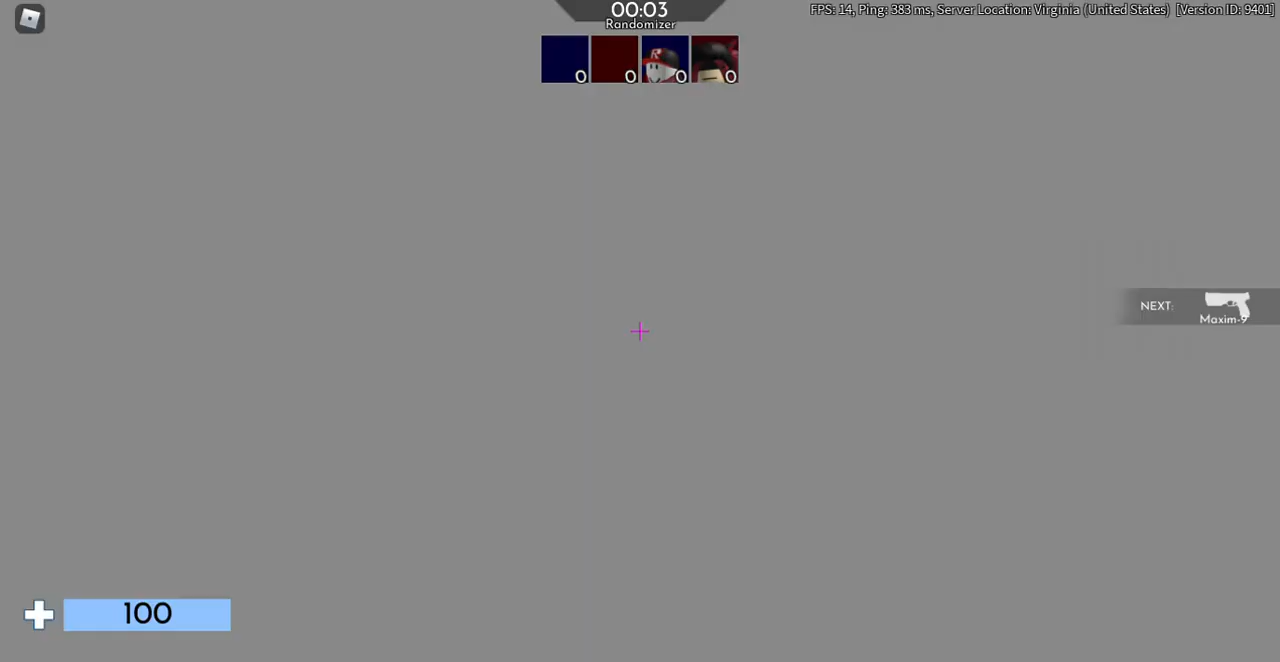 00:03
Randomizer
FPS: 14, Ping: 383 ms, Server Location: Virginia (United States) [Version ID: 9401]
0 0 0 0
NEXT:
Maxim-9
100